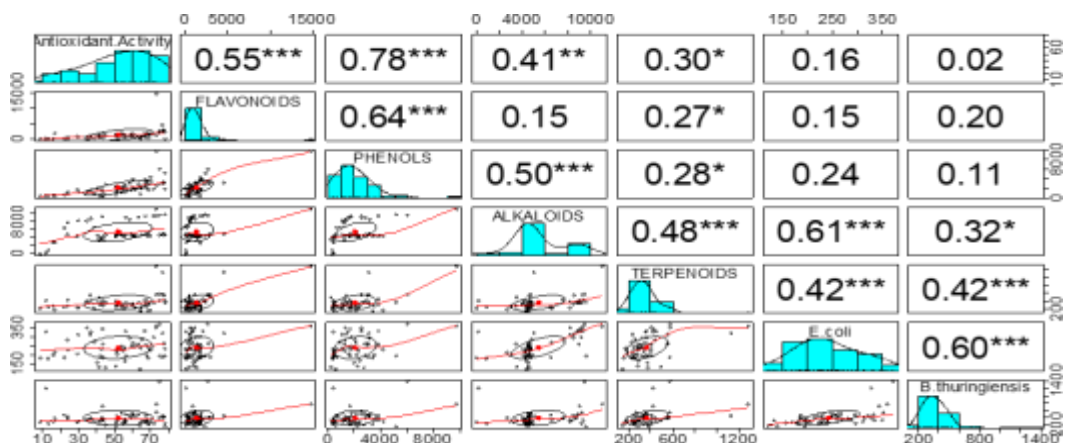 0 5000 15000 0 4000 10000 150 250 350
Antioxidant.Activity 0.55*** 0.78*** 0.41** 0.30* 0.16 0.02 10 60
0 15000 FLAVONOIDS 0.64*** 0.15 0.27* 0.15 0.20
PHENOLS 0.50*** 0.28* 0.24 0.11 0 8000
0 8000 ALKALOIDS 0.48*** 0.61*** 0.32*
TERPENOIDS 0.42*** 0.42*** 200
150 350 E.coli 0.60***
B.thuringiensis 200 1400
10 30 50 70 0 4000 10000 200 600 1200 200 800 1400